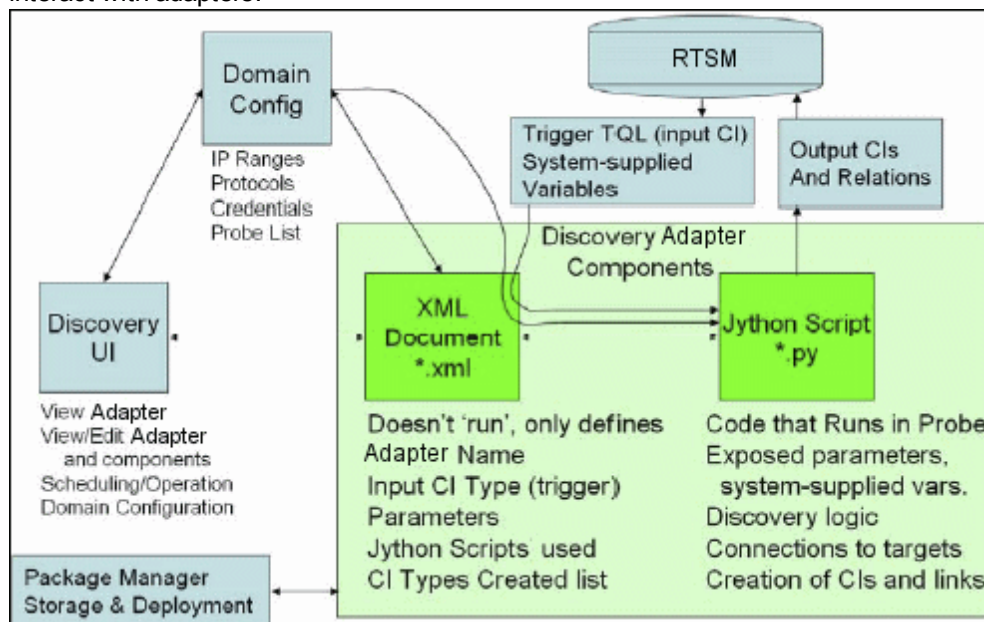 interact with adapters.
Domain
Config
IP Ranges
Protocols
Credentials
Probe List
RTSM
Trigger TQL (input CI)
System-supplied
Variables
Output CIs
And Relations
Discovery Adapter
Components
Discovery
UI
View Adapter
View/Edit Adapter
and components
Scheduling/Operation
Domain Configuration
XML
Document
*.xml
Doesn't 'run', only defines
Adapter Name
Input CI Type (trigger)
Parameters
Jython Scripts used
CI Types Created list
Jython Script
*.py
Code that Runs in Probe
Exposed parameters,
system-supplied vars.
Discovery logic
Connections to targets
Creation of CIs and links
Package Manager
Storage & Deployment